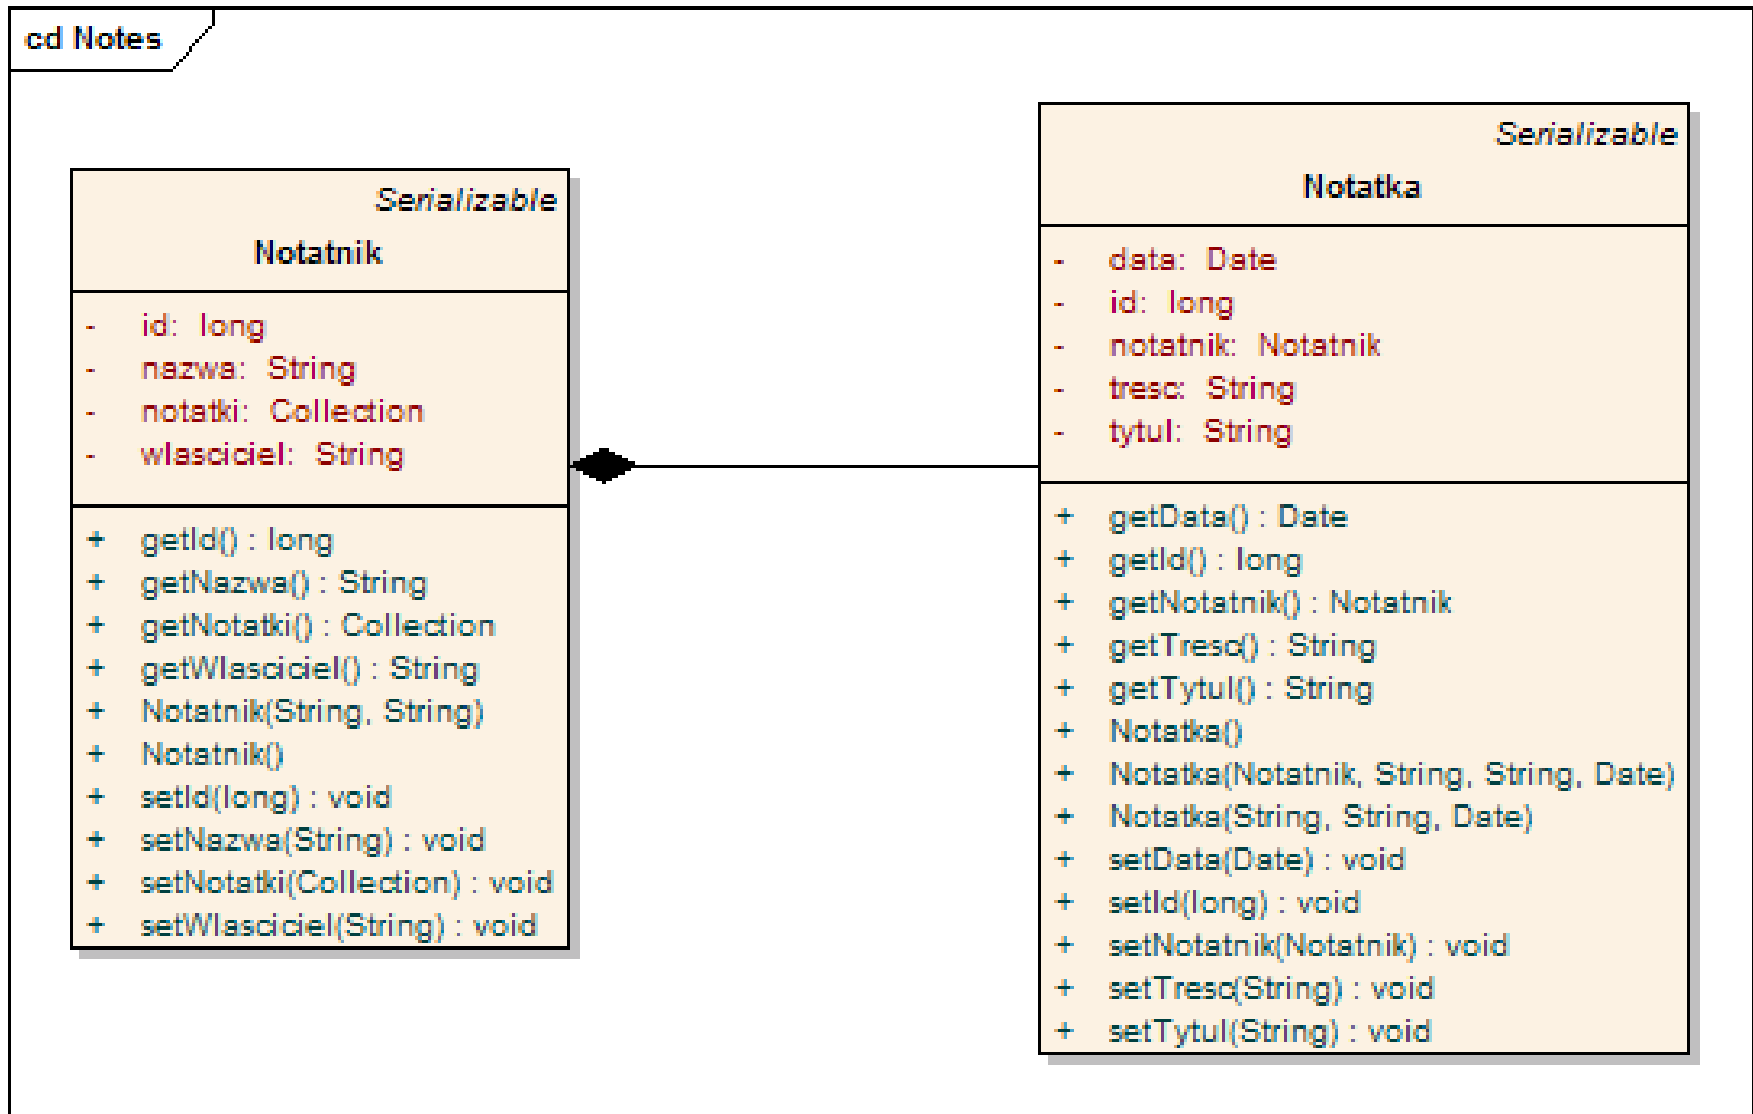 cd Notes
Serializable
Notatnik
- id: long
- nazwa: String
- notatki: Collection
- wlasciciel: String
+ getId() : long
+ getNazwa() : String
+ getNotatki() : Collection
+ getWlasciciel() : String
+ Notatnik(String, String)
+ Notatnik()
+ setId(long) : void
+ setNazwa(String) : void
+ setNotatki(Collection) : void
+ setWlasciciel(String) : void
Serializable
Notatka
- data: Date
- id: long
- notatnik: Notatnik
- tresc: String
- tytul: String
+ getData() : Date
+ getId() : long
+ getNotatnik() : Notatnik
+ getTresc() : String
+ getTytul() : String
+ Notatka()
+ Notatka(Notatnik, String, String, Date)
+ Notatka(String, String, Date)
+ setData(Date) : void
+ setId(long) : void
+ setNotatnik(Notatnik) : void
+ setTresc(String) : void
+ setTytul(String) : void